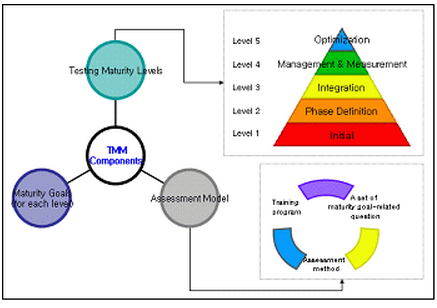 Testing Maturity Levels
TMM
Components
Maturity Goals
(for each level)
Assessment Model
Level 5
Optimization
Level 4
Management & Measurement
Level 3
Integration
Level 2
Phase Definition
Level 1
Initial
Training
program
A set of
maturity goal-related
question
Assessment
method